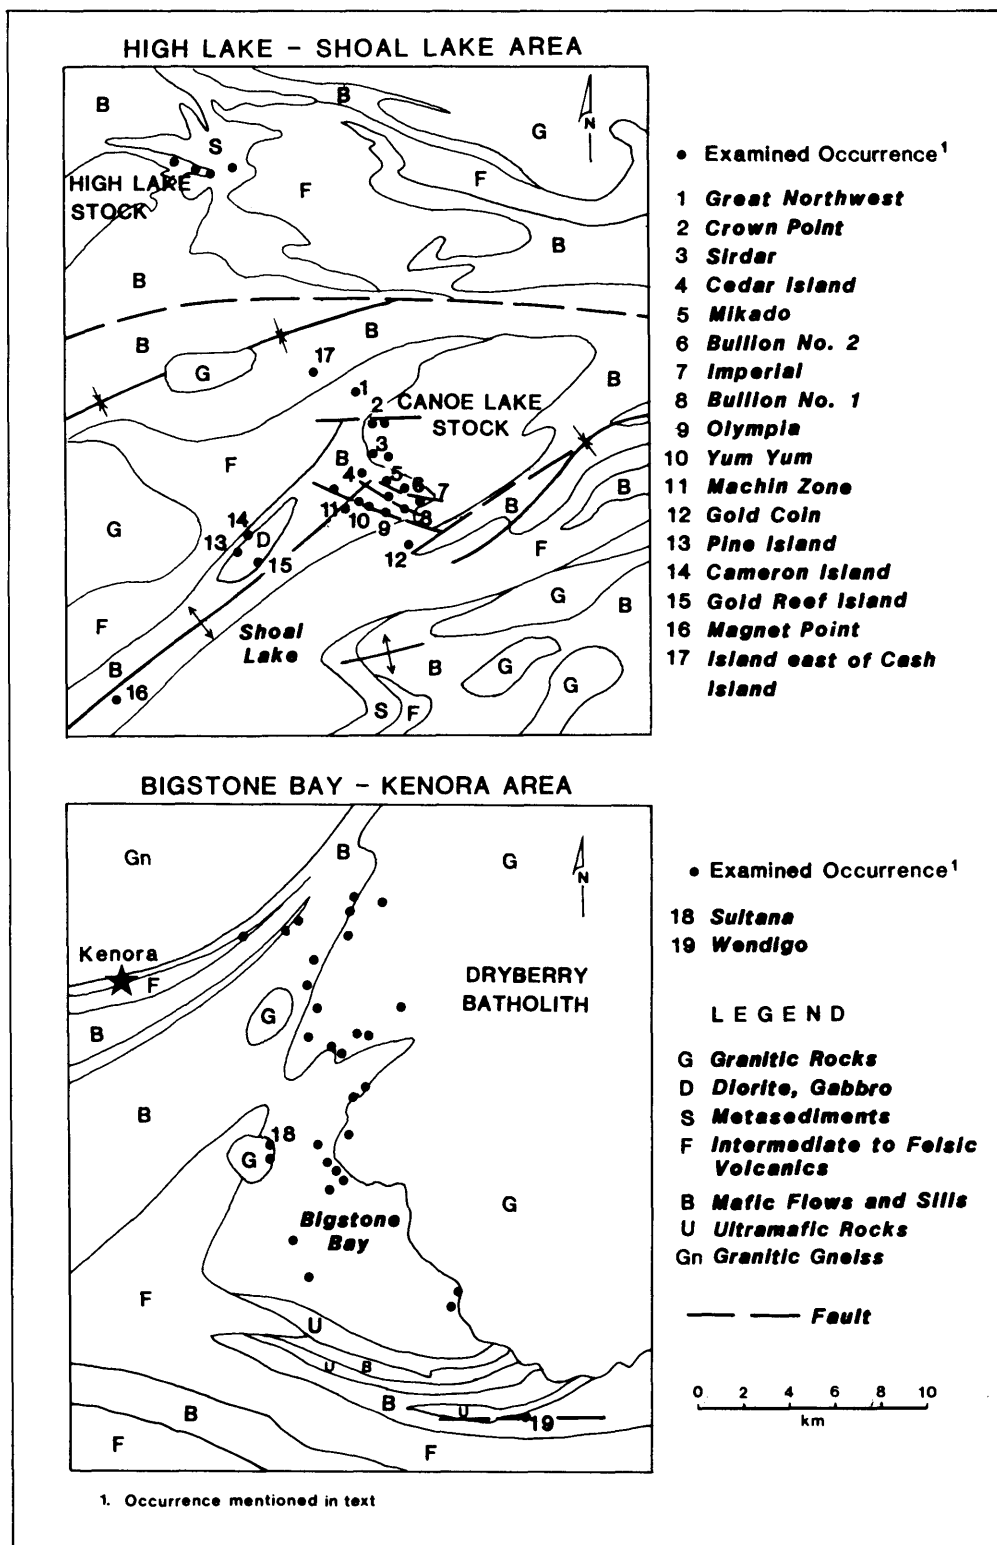 HIGH LAKE – SHOAL LAKE AREA
B
B
G
N
S
F
F
HIGH LAKE
STOCK
B
B
B
B
17
B
G
1
2
CANOE LAKE
STOCK
B
3
F
B
4
5
6
7
B
B
G
11
10
9
8
14
13
D
15
12
F
F
G
B
Shoal
Lake
B
B
G
G
16
S
F
• Examined Occurrence1
1 Great Northwest
2 Crown Point
3 Sirdar
4 Cedar Island
5 Mikado
6 Bullion No. 2
7 Imperial
8 Bullion No. 1
9 Olympia
10 Yum Yum
11 Machin Zone
12 Gold Coin
13 Pine Island
14 Cameron Island
15 Gold Reef Island
16 Magnet Point
17 Island east of Cash
Island
BIGSTONE BAY – KENORA AREA
Gn
B
G
N
Kenora
F
DRYBERRY
BATHOLITH
G
B
B
18
G
G
Bigstone
Bay
F
U
U B
B
B
U
19
F
F
• Examined Occurrence1
18 Sultana
19 Wendigo
LEGEND
G Granitic Rocks
D Diorite, Gabbro
S Metasediments
F Intermediate to Felsic
Volcanics
B Mafic Flows and Sills
U Ultramafic Rocks
Gn Granitic Gneiss
Fault
0 2 4 6 8 10
km
1. Occurrence mentioned in text